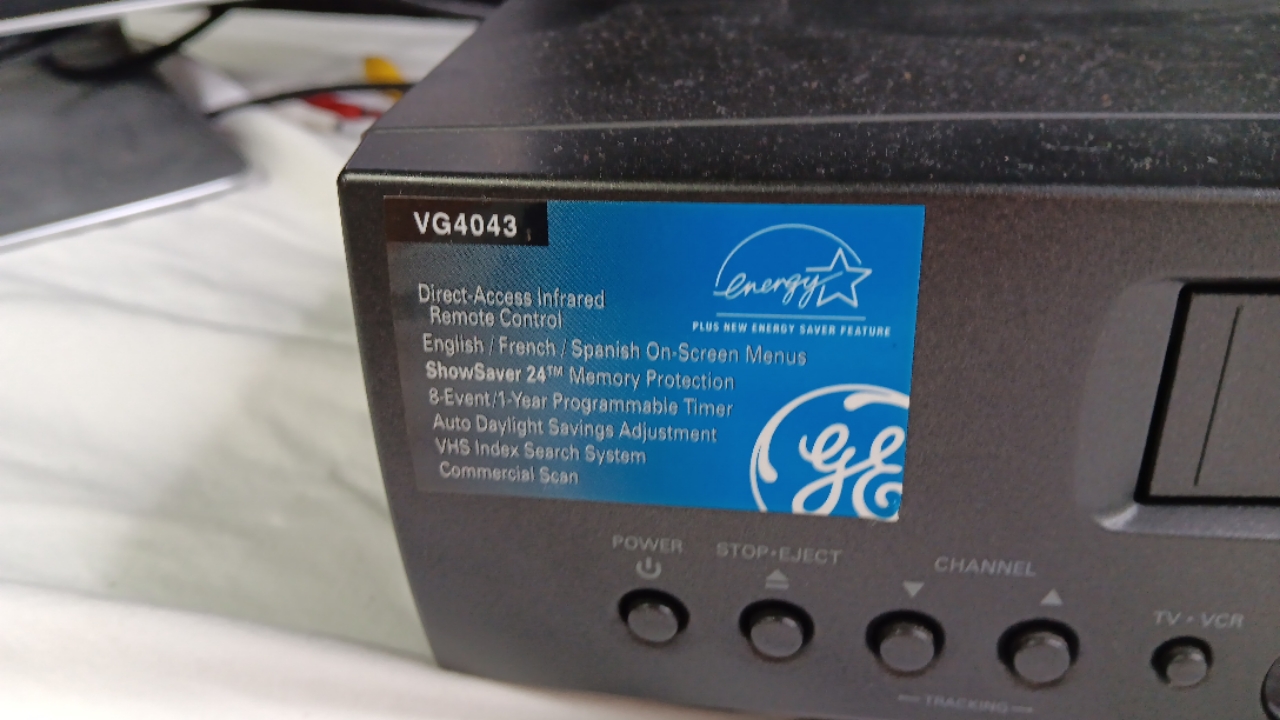 VG4043
energy
PLUS NEW ENERGY SAVER FEATURE
Direct-Access Infrared
Remote Control
English / French / Spanish On-Screen Menus
ShowSaver 24™ Memory Protection
8-Event/1-Year Programmable Timer
Auto Daylight Savings Adjustment
VHS Index Search System
Commercial Scan
GE
POWER
STOP•EJECT
CHANNEL
TV • VCR
TRACKING